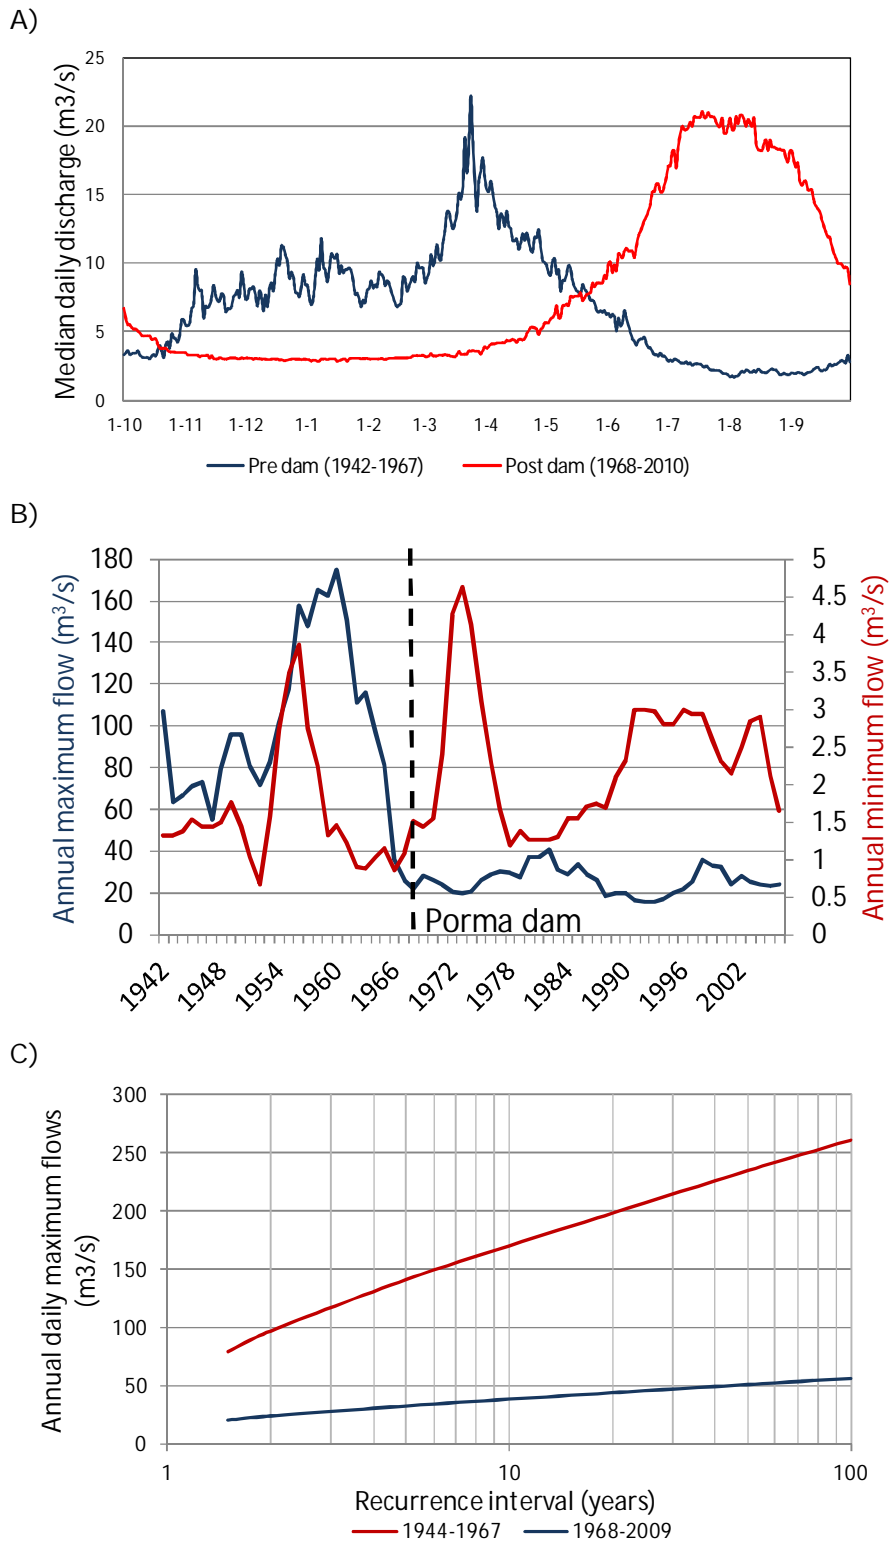 A)
Median daily discharge (m3/s)
25
20
15
10
5
0
1-10 1-11 1-12 1-1 1-2 1-3 1-4 1-5 1-6 1-7 1-8 1-9
Pre dam (1942-1967) Post dam (1968-2010)
B)
Annual maximum flow (m³/s)
180
160
140
120
100
80
60
40
20
0
5
4.5
4
3.5
3
2.5
2
1.5
1
0.5
0
Annual minimum flow (m³/s)
Porma dam
1942 1948 1954 1960 1966 1972 1978 1984 1990 1996 2002
C)
Annual daily maximum flows
(m3/s)
300
250
200
150
100
50
0
1 10 100
Recurrence interval (years)
1944-1967 1968-2009